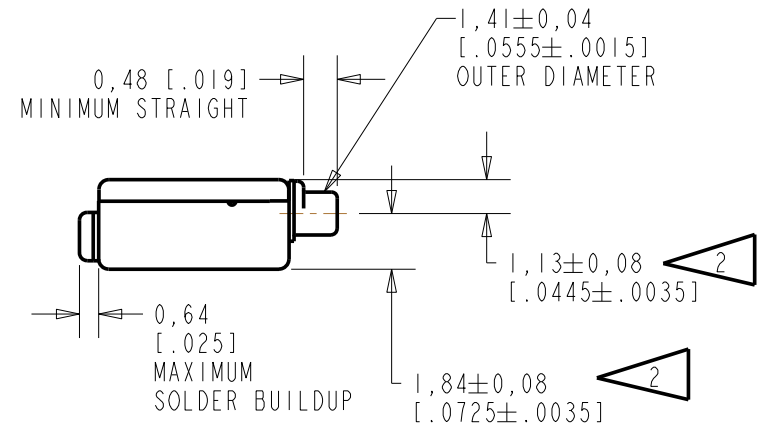 1,41±0,04
[.0555±.0015]
OUTER DIAMETER
0,48 [.019]
MINIMUM STRAIGHT
1,13±0,08
[.0445±.0035]
2
0,64
[.025]
MAXIMUM
SOLDER BUILDUP
1,84±0,08
[.0725±.0035]
2